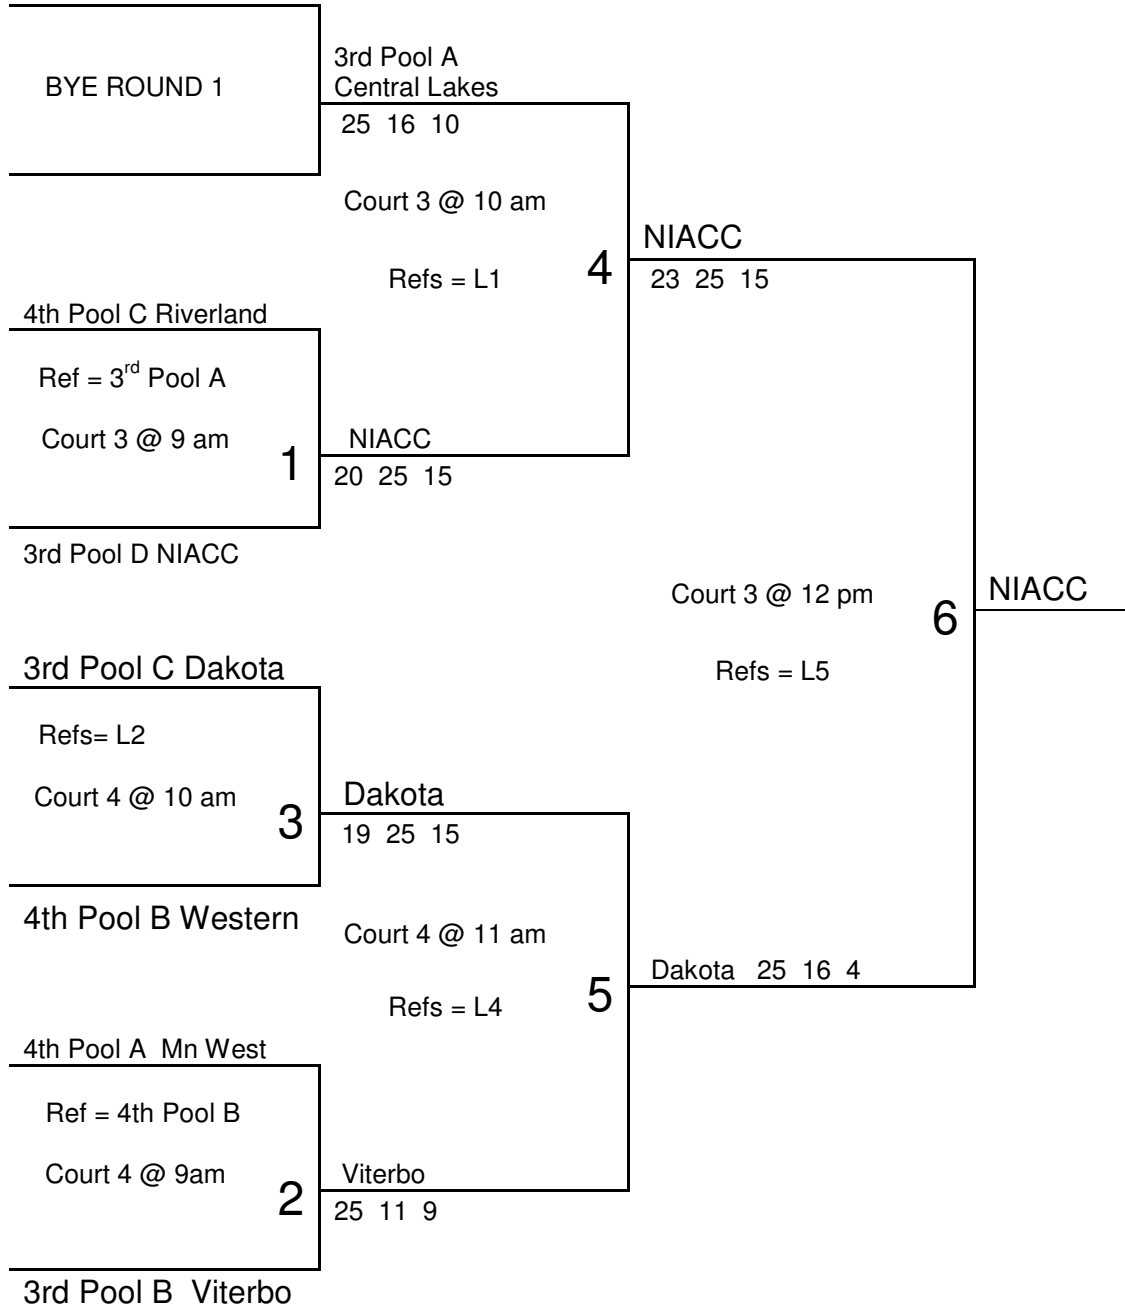 BYE ROUND 1
3rd Pool A
Central Lakes
25 16 10
Court 3 @ 10 am
Refs = L1
4
NIACC
23 25 15
4th Pool C Riverland
Ref = 3rd Pool A
Court 3 @ 9 am
1
NIACC
20 25 15
3rd Pool D NIACC
Court 3 @ 12 pm
Refs = L5
6
NIACC
3rd Pool C Dakota
Refs= L2
Court 4 @ 10 am
3
Dakota
19 25 15
4th Pool B Western
Court 4 @ 11 am
Refs = L4
5
Dakota 25 16 4
4th Pool A Mn West
Ref = 4th Pool B
Court 4 @ 9am
2
Viterbo
25 11 9
3rd Pool B Viterbo